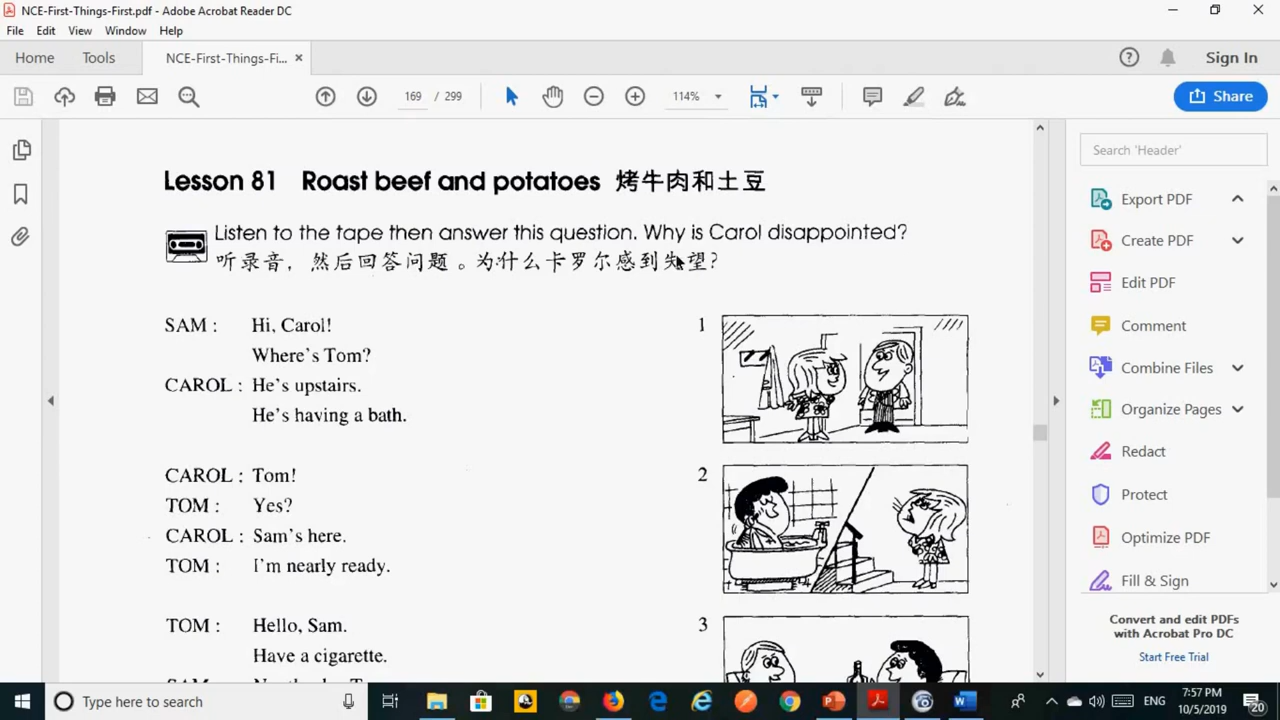 NCE-First-Things-First.pdf - Adobe Acrobat Reader DC
File Edit View Window Help
Home Tools NCE-First-Things-Fi... × Sign In
169 / 299 114% Share
Lesson 81 Roast beef and potatoes 烤牛肉和土豆
Listen to the tape then answer this question. Why is Carol disappointed?
听录音，然后回答问题。为什么卡罗尔感到失望?
SAM : Hi, Carol!
Where's Tom?
CAROL : He's upstairs.
He's having a bath.
1
CAROL : Tom!
TOM : Yes?
CAROL : Sam's here.
TOM : I'm nearly ready.
2
TOM : Hello, Sam.
Have a cigarette.
3
Search 'Header'
Export PDF
Create PDF
Edit PDF
Comment
Combine Files
Organize Pages
Redact
Protect
Optimize PDF
Fill & Sign
Convert and edit PDFs
with Acrobat Pro DC
Start Free Trial
Type here to search
ENG
7:57 PM
10/5/2019
20